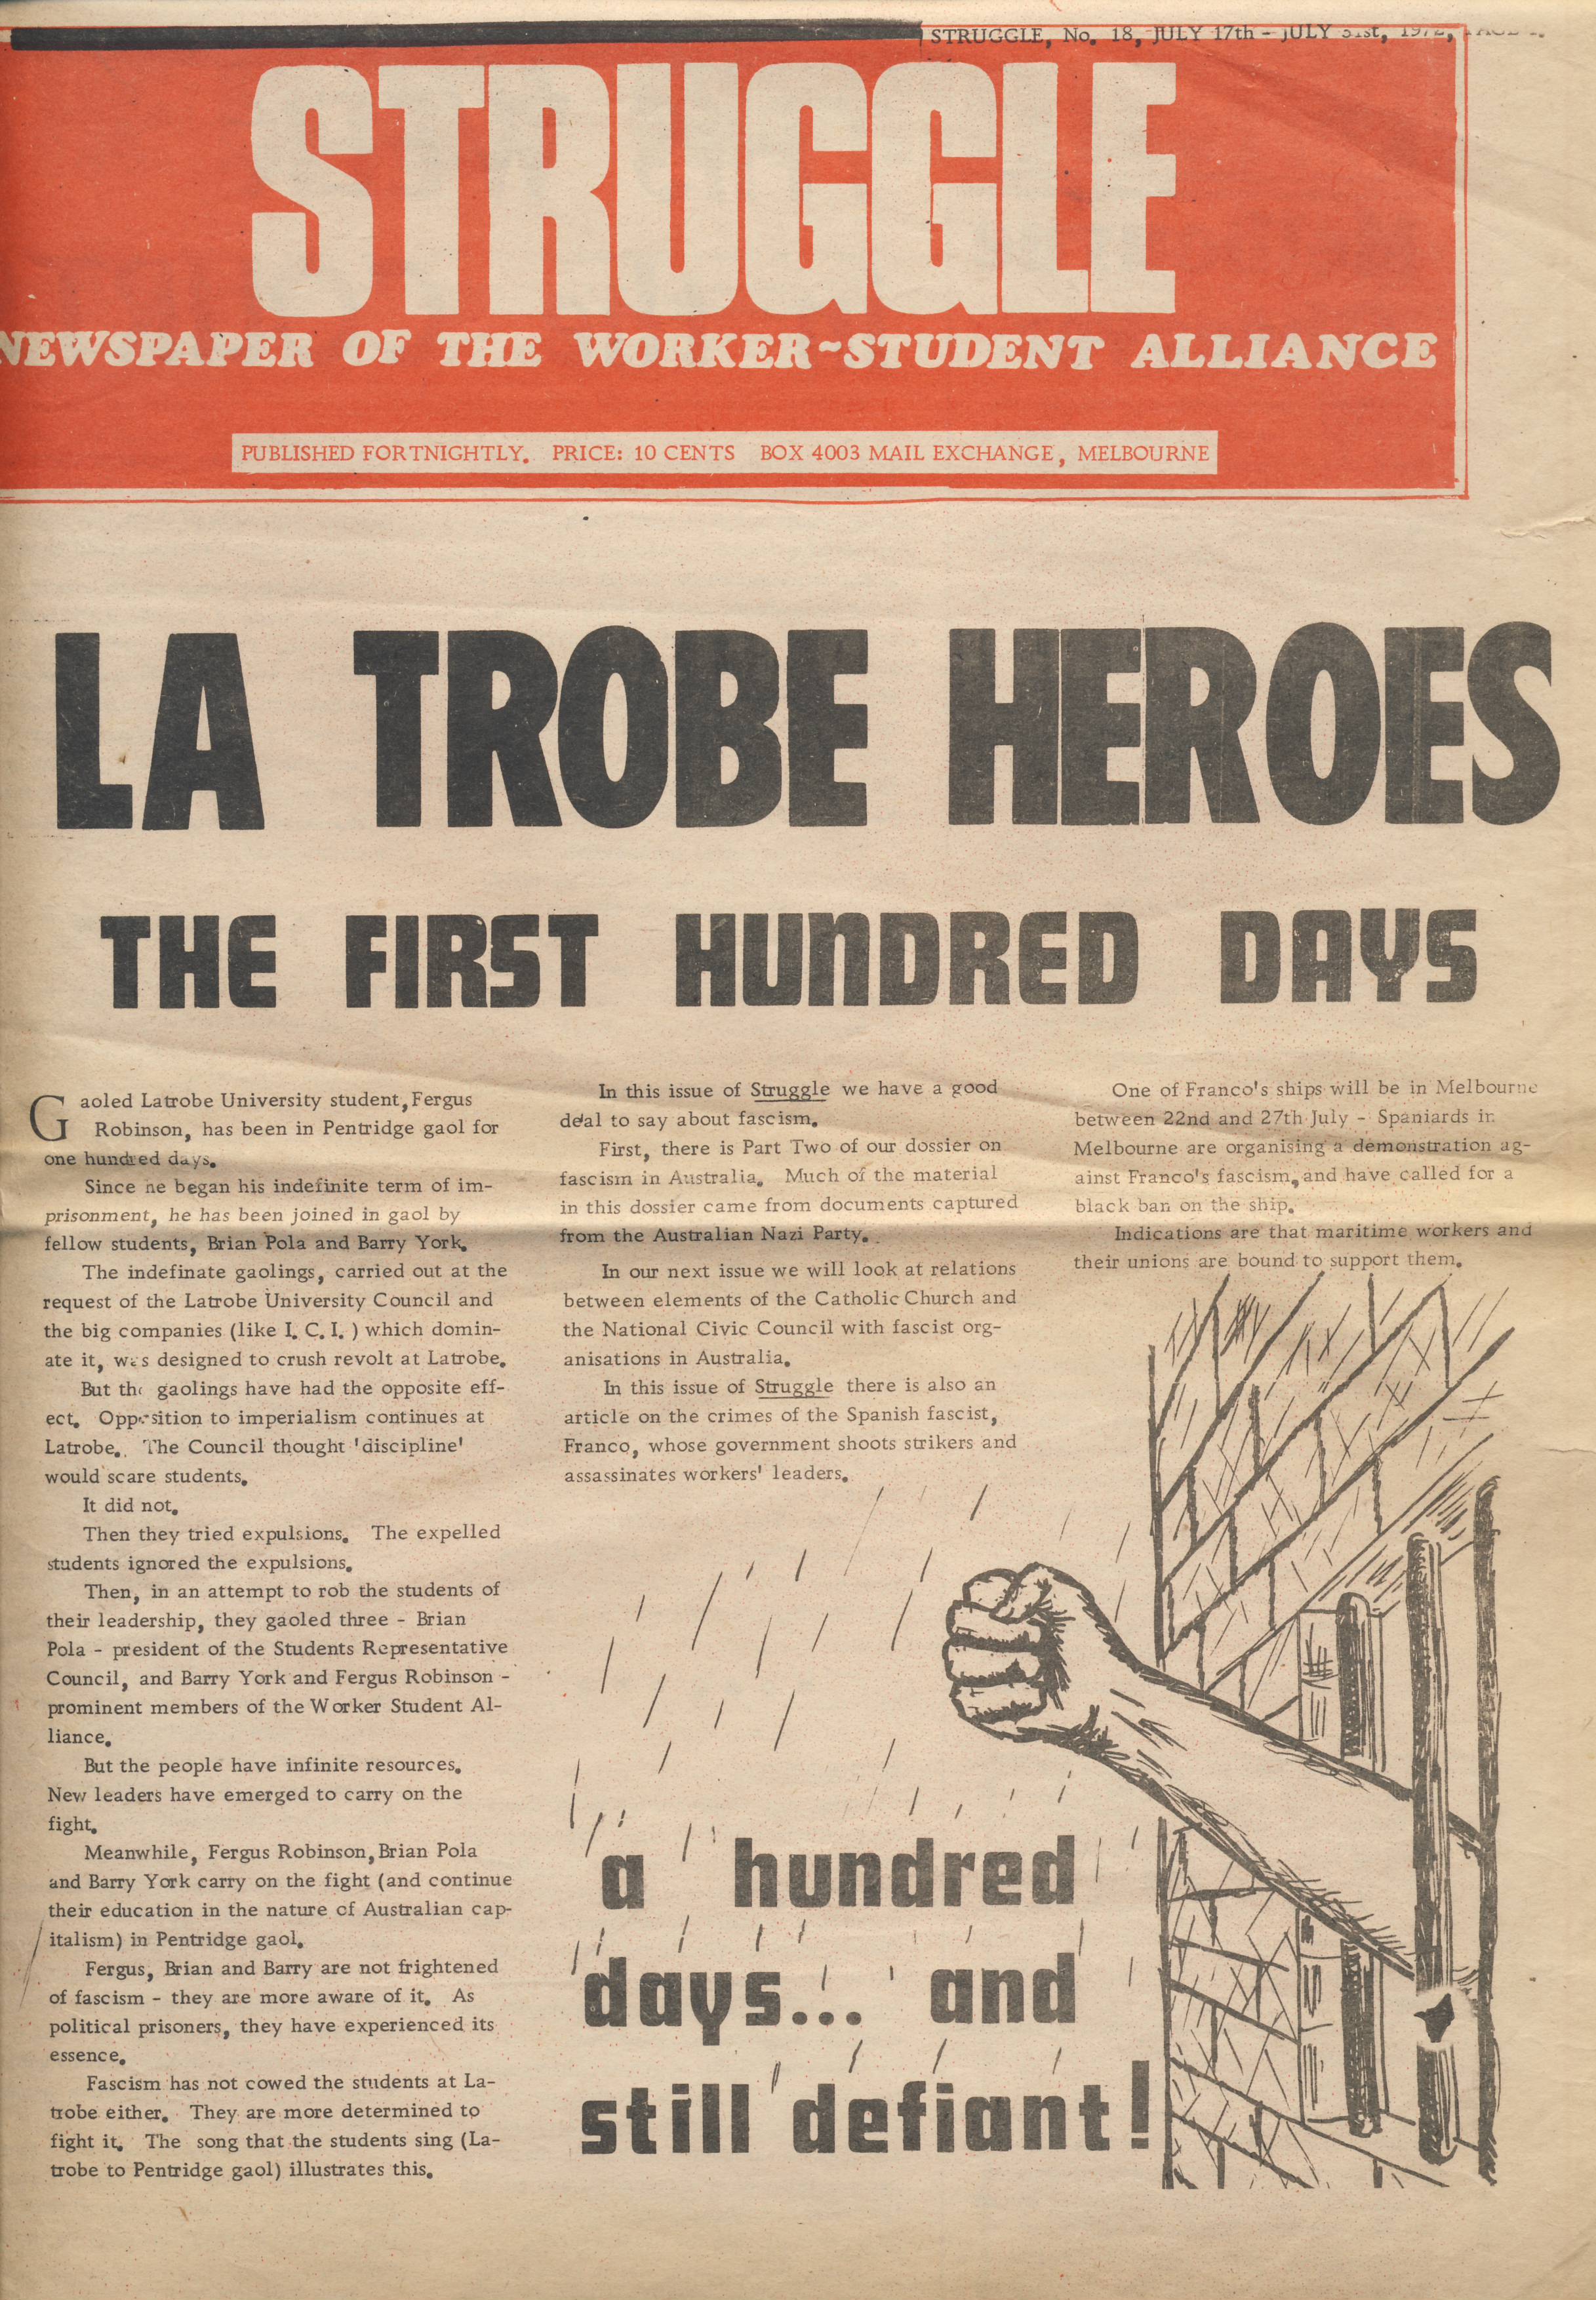 STRUGGLE, No. 18, JULY 17th - JULY 31st, 1972,
STRUGGLE
NEWSPAPER OF THE WORKER~STUDENT ALLIANCE
PUBLISHED FORTNIGHTLY. PRICE: 10 CENTS BOX 4003 MAIL EXCHANGE, MELBOURNE
LA TROBE HEROES
THE FIRST HUNDRED DAYS
Gaoled Latrobe University student, Fergus
Robinson, has been in Pentridge gaol for
one hundred days.
Since he began his indefinite term of im-
prisonment, he has been joined in gaol by
fellow students, Brian Pola and Barry York.
The indefinate gaolings, carried out at the
request of the Latrobe University Council and
the big companies (like I. C. I. ) which domin-
ate it, was designed to crush revolt at Latrobe.
But the gaolings have had the opposite eff-
ect. Opposition to imperialism continues at
Latrobe. The Council thought 'discipline'
would scare students.
It did not.
Then they tried expulsions. The expelled
students ignored the expulsions.
Then, in an attempt to rob the students of
their leadership, they gaoled three - Brian
Pola - president of the Students Representative
Council, and Barry York and Fergus Robinson -
prominent members of the Worker Student Al-
liance.
But the people have infinite resources.
New leaders have emerged to carry on the
fight.
Meanwhile, Fergus Robinson, Brian Pola
and Barry York carry on the fight (and continue
their education in the nature of Australian cap-
italism) in Pentridge gaol.
Fergus, Brian and Barry are not frightened
of fascism - they are more aware of it. As
political prisoners, they have experienced its
essence.
Fascism has not cowed the students at La-
trobe either. They are more determined to
fight it. The song that the students sing (La-
trobe to Pentridge gaol) illustrates this.
In this issue of Struggle we have a good
deal to say about fascism.
First, there is Part Two of our dossier on
fascism in Australia. Much of the material
in this dossier came from documents captured
from the Australian Nazi Party.
In our next issue we will look at relations
between elements of the Catholic Church and
the National Civic Council with fascist org-
anisations in Australia.
In this issue of Struggle there is also an
article on the crimes of the Spanish fascist,
Franco, whose government shoots strikers and
assassinates workers' leaders.
One of Franco's ships will be in Melbourne
between 22nd and 27th July - Spaniards in
Melbourne are organising a demonstration ag-
ainst Franco's fascism, and have called for a
black ban on the ship.
Indications are that maritime workers and
their unions are bound to support them.
a hundred
days... and
still defiant!